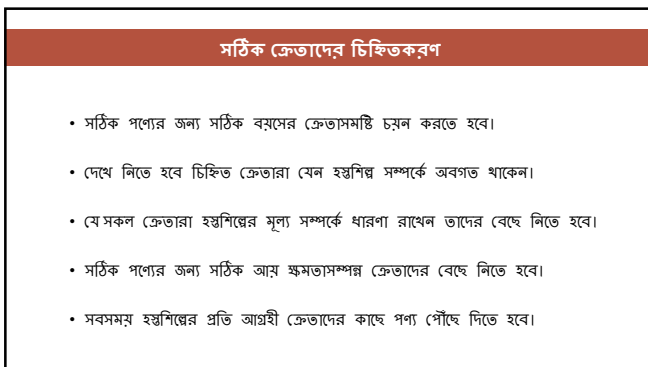 সঠিক ক্রেতাদের চিহ্নিতকরণ
• সঠিক পণ্যের জন্য সঠিক বয়সের ক্রেতাসমষ্টি চয়ন করতে হবে।
• দেখে নিতে হবে চিহ্নিত ক্রেতারা যেন হস্তশিল্প সম্পর্কে অবগত থাকেন।
• যে সকল ক্রেতারা হস্তশিল্পের মূল্য সম্পর্কে ধারণা রাখেন তাদের বেছে নিতে হবে।
• সঠিক পণ্যের জন্য সঠিক আয় ক্ষমতাসম্পন্ন ক্রেতাদের বেছে নিতে হবে।
• সবসময় হস্তশিল্পের প্রতি আগ্রহী ক্রেতাদের কাছে পণ্য পৌঁছে দিতে হবে।